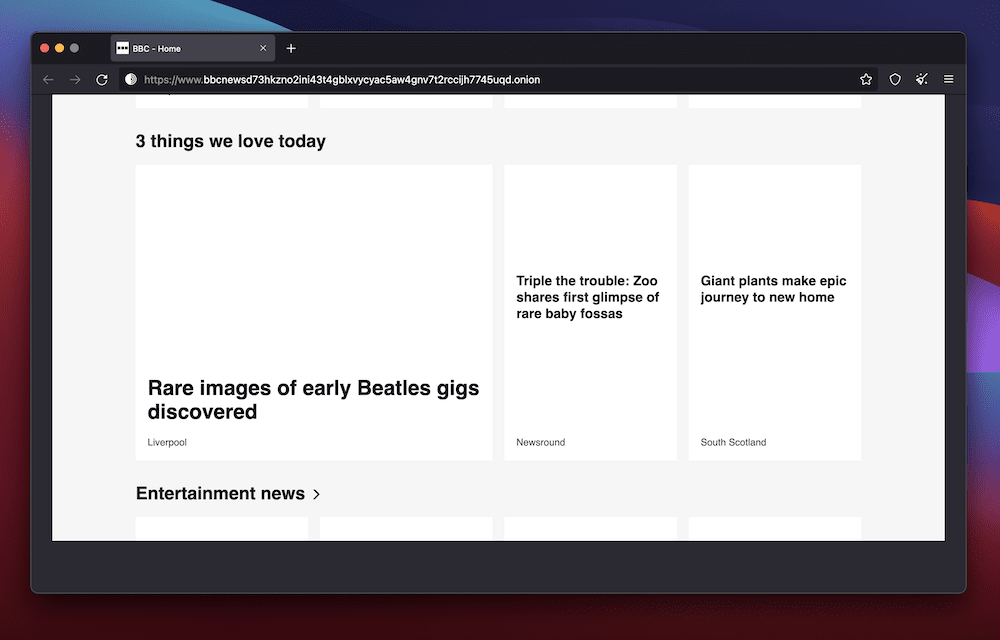 BBC - Home
https://www.bbcnewsd73hkzno2ini43t4gblxvycyac5aw4gnv7t2rccijh7745uqd.onion
3 things we love today
Rare images of early Beatles gigs
discovered
Liverpool
Triple the trouble: Zoo
shares first glimpse of
rare baby fossas
Newsround
Giant plants make epic
journey to new home
South Scotland
Entertainment news